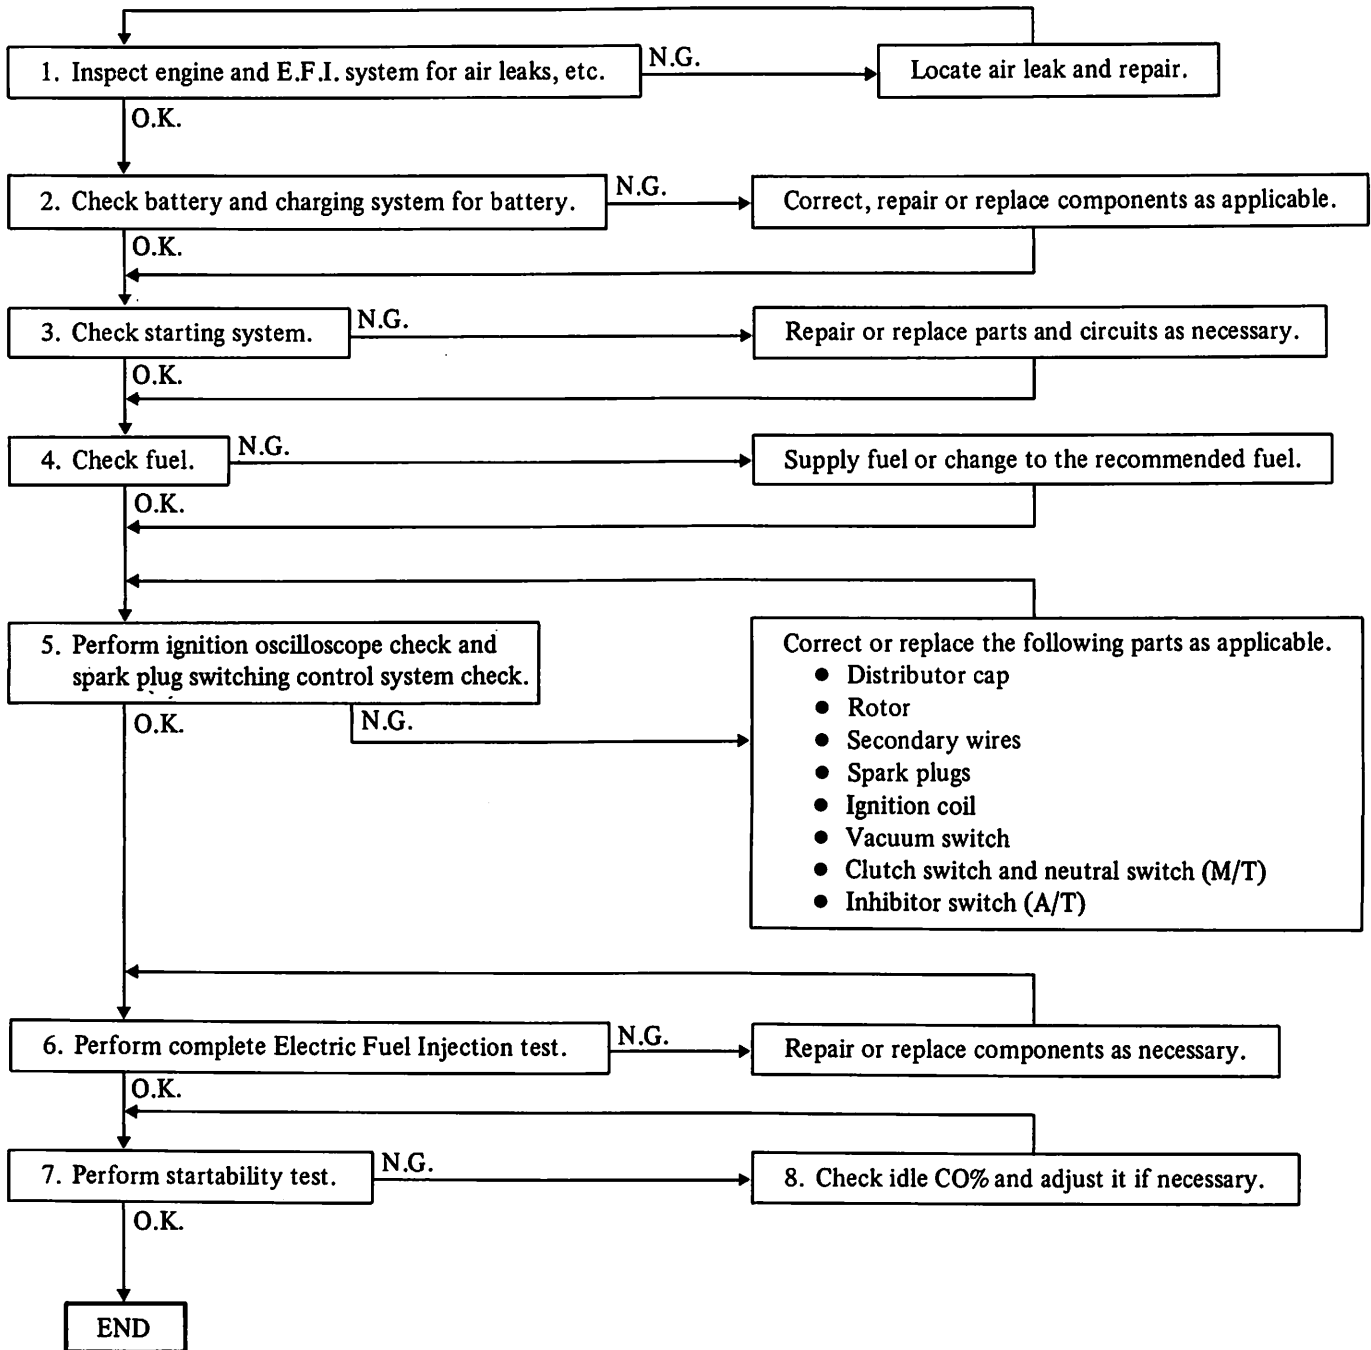 1. Inspect engine and E.F.I. system for air leaks, etc.
N.G.
Locate air leak and repair.
O.K.
2. Check battery and charging system for battery.
N.G.
Correct, repair or replace components as applicable.
O.K.
3. Check starting system.
N.G.
Repair or replace parts and circuits as necessary.
O.K.
4. Check fuel.
N.G.
Supply fuel or change to the recommended fuel.
O.K.
5. Perform ignition oscilloscope check and
spark plug switching control system check.
O.K.
N.G.
Correct or replace the following parts as applicable.
● Distributor cap
● Rotor
● Secondary wires
● Spark plugs
● Ignition coil
● Vacuum switch
● Clutch switch and neutral switch (M/T)
● Inhibitor switch (A/T)
6. Perform complete Electric Fuel Injection test.
N.G.
Repair or replace components as necessary.
O.K.
7. Perform startability test.
N.G.
8. Check idle CO% and adjust it if necessary.
O.K.
END